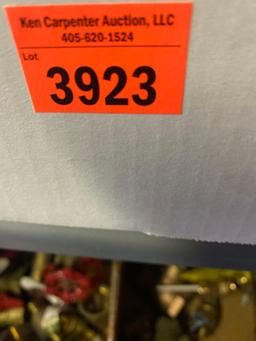 Ken Carpenter Auction, LLC
405-620-1524
Lot
3923